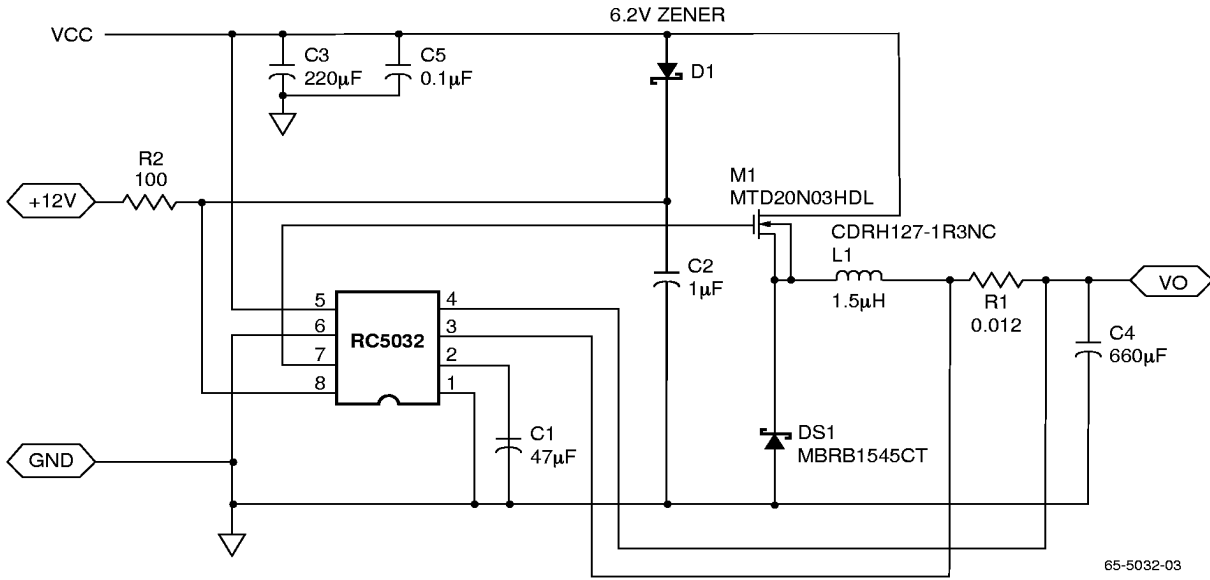 6.2V ZENER
VCC
C3
220µF
C5
0.1µF
D1
R2
100
+12V
M1
MTD20N03HDL
CDRH127-1R3NC
L1
1.5µH
C2
1µF
R1
0.012
VO
C4
660µF
5
6
7
8
RC5032
4
3
2
1
C1
47µF
DS1
MBRB1545CT
GND
65-5032-03